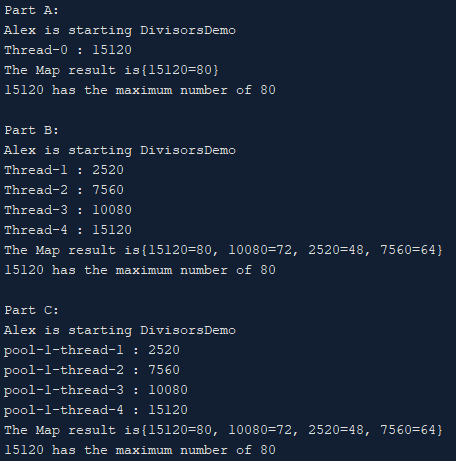 Part A:
Alex is starting DivisorsDemo
Thread-0 : 15120
The Map result is{15120=80}
15120 has the maximum number of 80
Part B:
Alex is starting DivisorsDemo
Thread-1 : 2520
Thread-2 : 7560
Thread-3 : 10080
Thread-4 : 15120
The Map result is{15120=80, 10080=72, 2520=48, 7560=64}
15120 has the maximum number of 80
Part C:
Alex is starting DivisorsDemo
pool-1-thread-1 : 2520
pool-1-thread-2 : 7560
pool-1-thread-3 : 10080
pool-1-thread-4 : 15120
The Map result is{15120=80, 10080=72, 2520=48, 7560=64}
15120 has the maximum number of 80